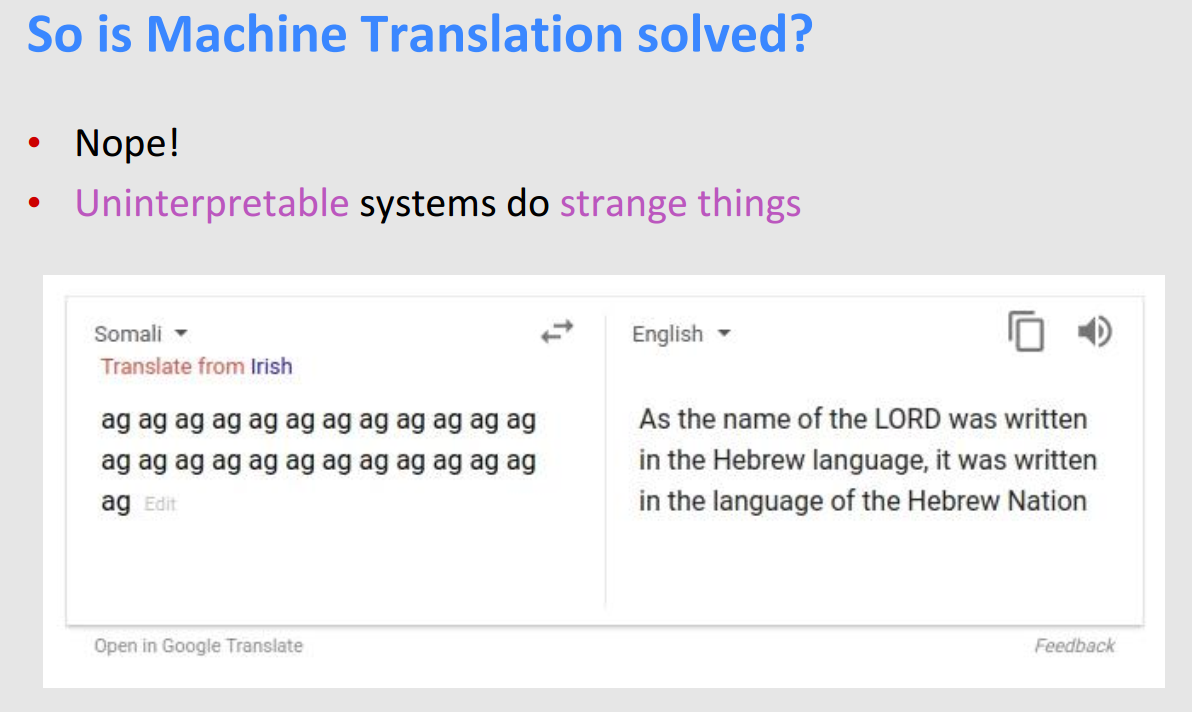 So is Machine Translation solved?
• Nope!
• Uninterpretable systems do strange things
Somali
English
Translate from Irish
ag ag ag ag ag ag ag ag ag ag ag ag
ag ag ag ag ag ag ag ag ag ag ag ag
ag Edit
As the name of the LORD was written
in the Hebrew language, it was written
in the language of the Hebrew Nation
Open in Google Translate
Feedback